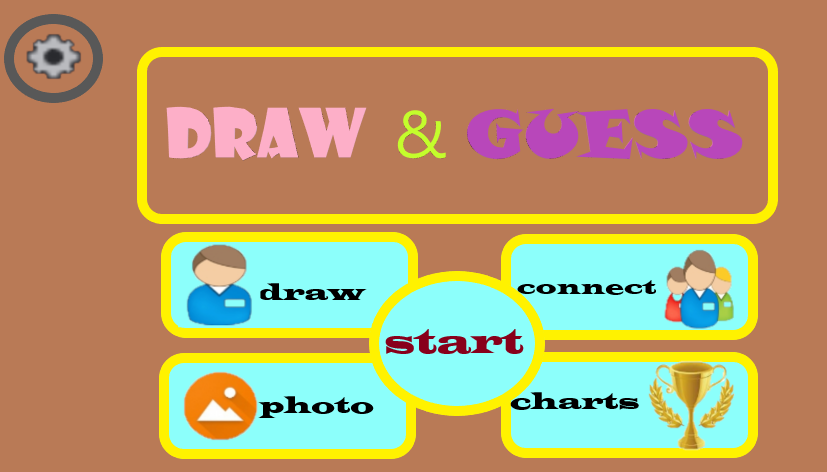 DRAW & GUESS
draw
connect
start
photo
charts